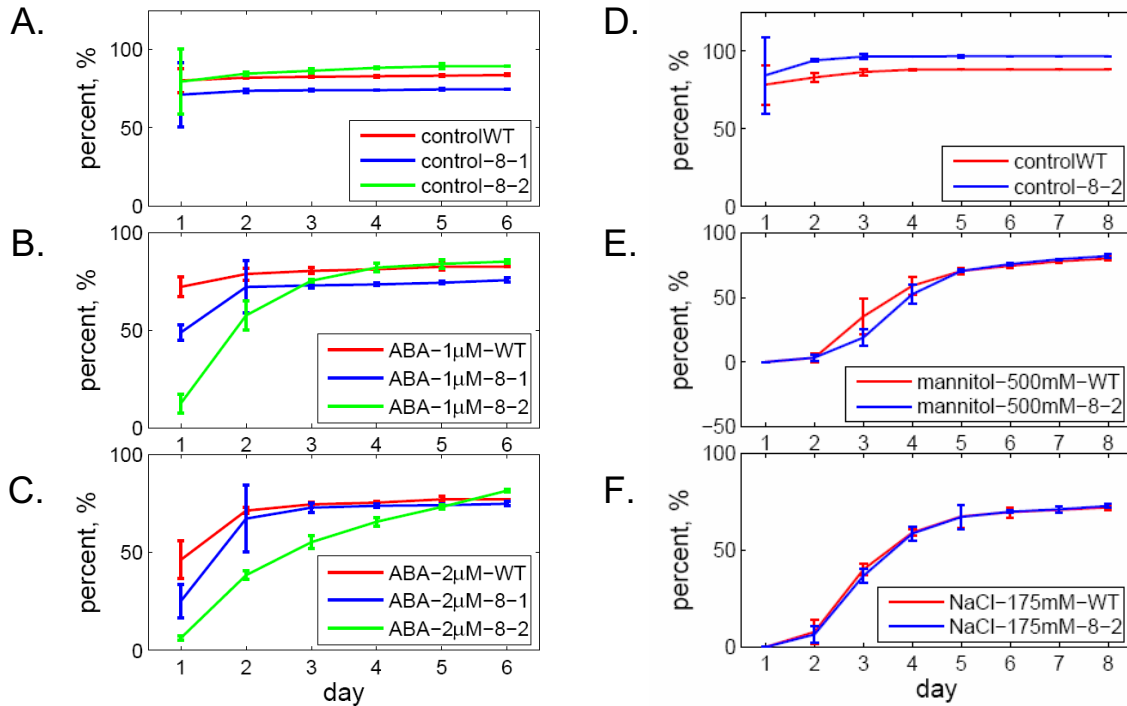 A.
percent, %
100
50
0
controlWT
control-8-1
control-8-2
1 2 3 4 5 6
B.
percent, %
100
50
0
ABA-1μM-WT
ABA-1μM-8-1
ABA-1μM-8-2
1 2 3 4 5 6
C.
percent, %
100
50
0
ABA-2μM-WT
ABA-2μM-8-1
ABA-2μM-8-2
1 2 3 4 5 6
day
D.
percent, %
100
50
0
controlWT
control-8-2
1 2 3 4 5 6 7 8
E.
percent, %
100
50
0
-50
mannitol-500mM-WT
mannitol-500mM-8-2
1 2 3 4 5 6 7 8
F.
percent, %
100
50
0
NaCl-175mM-WT
NaCl-175mM-8-2
1 2 3 4 5 6 7 8
day